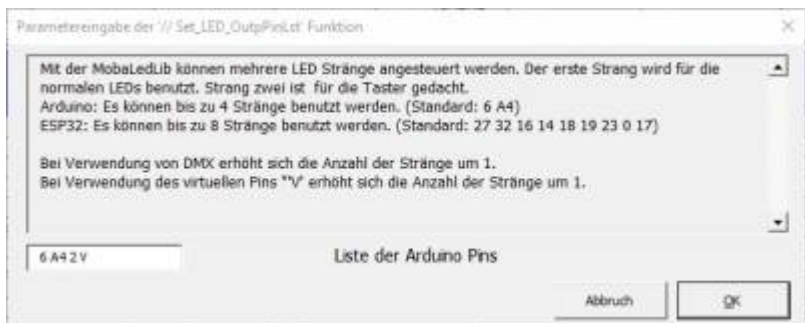 Parametereingabe der '// Set_LED_OutpPinLst' Funktion
Mit der MobaLedLib können mehrere LED Stränge angesteuert werden. Der erste Strang wird für die
normalen LEDs benutzt. Strang zwei ist für die Taster gedacht.
Arduino: Es können bis zu 4 Stränge benutzt werden. (Standard: 6 A4)
ESP32: Es können bis zu 8 Stränge benutzt werden. (Standard: 27 32 16 14 18 19 23 0 17)
Bei Verwendung von DMX erhöht sich die Anzahl der Stränge um 1.
Bei Verwendung des virtuellen Pins "'V' erhöht sich die Anzahl der Stränge um 1.
6 A4 2 V
Liste der Arduino Pins
Abbruch
OK